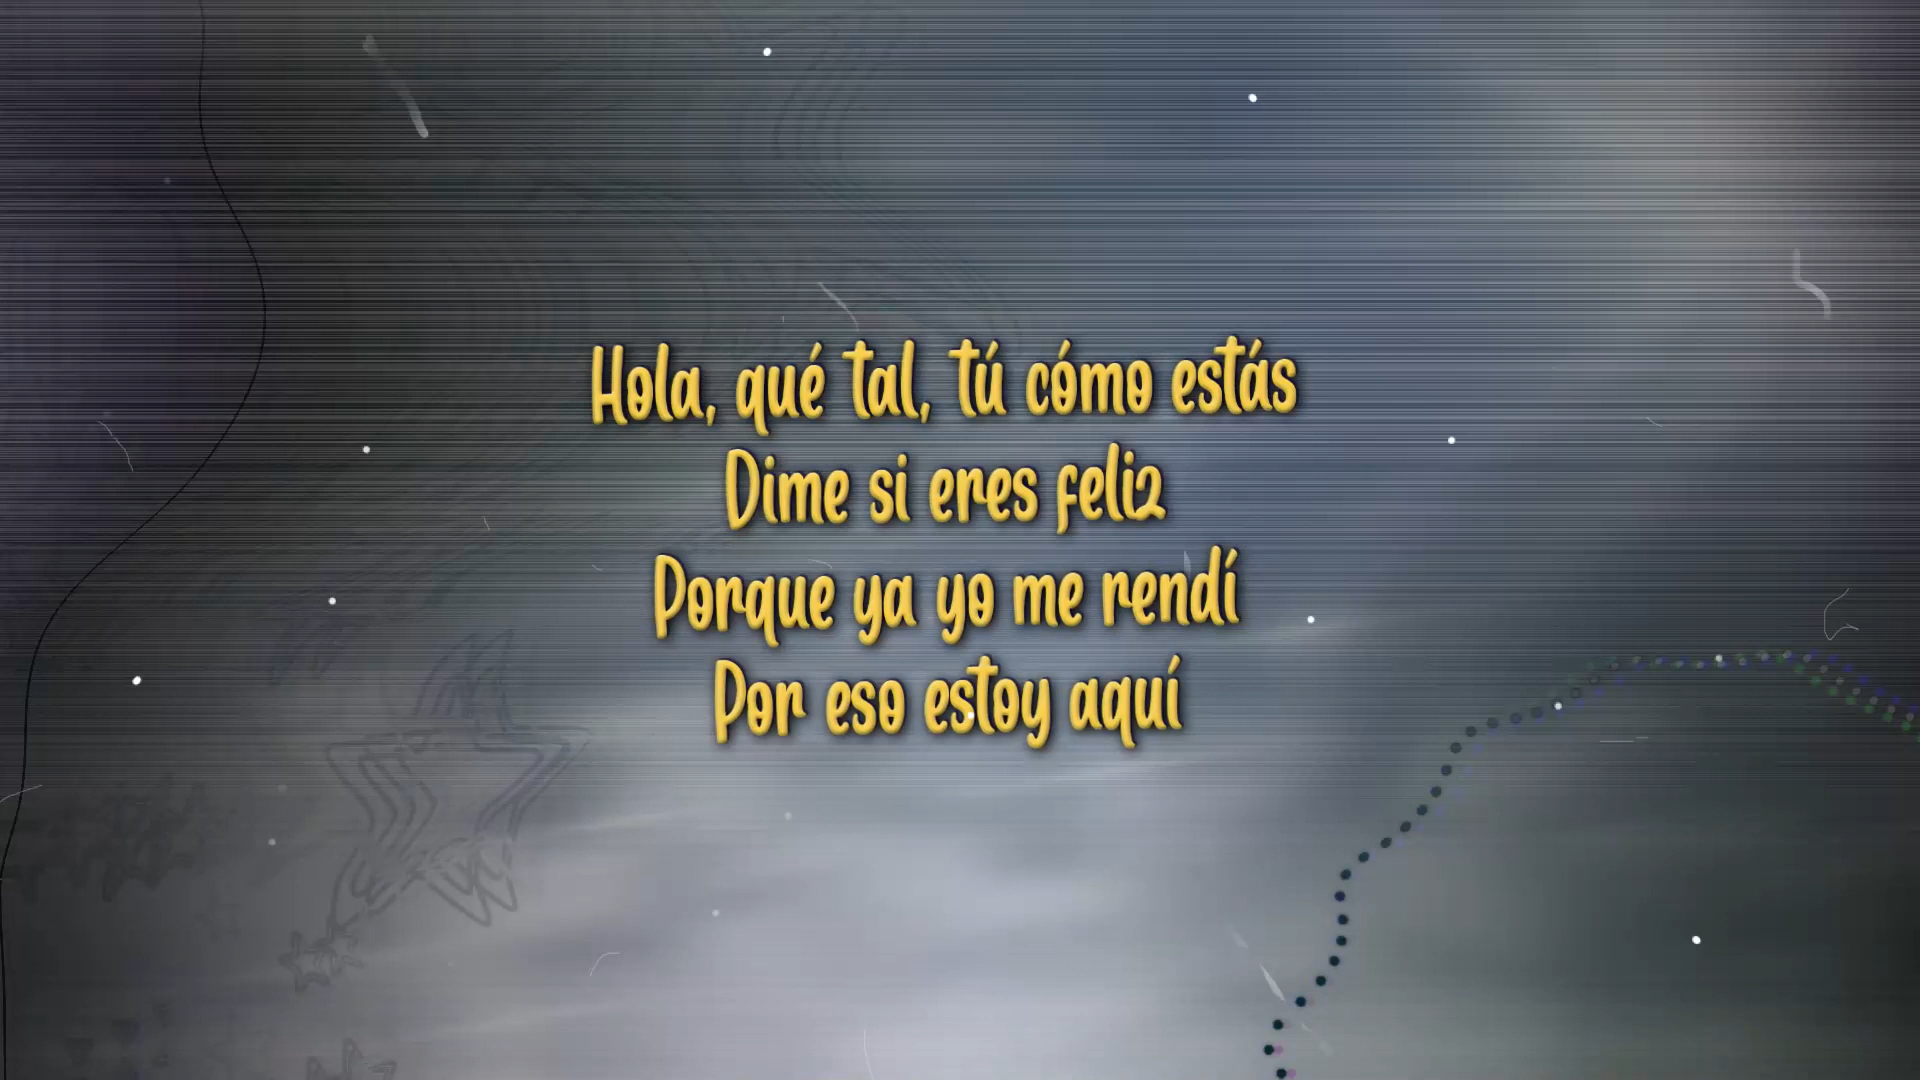 Hola, qué tal, tú cómo estás
Dime si eres feliz
Porque ya yo me rendí
Por eso estoy aquí